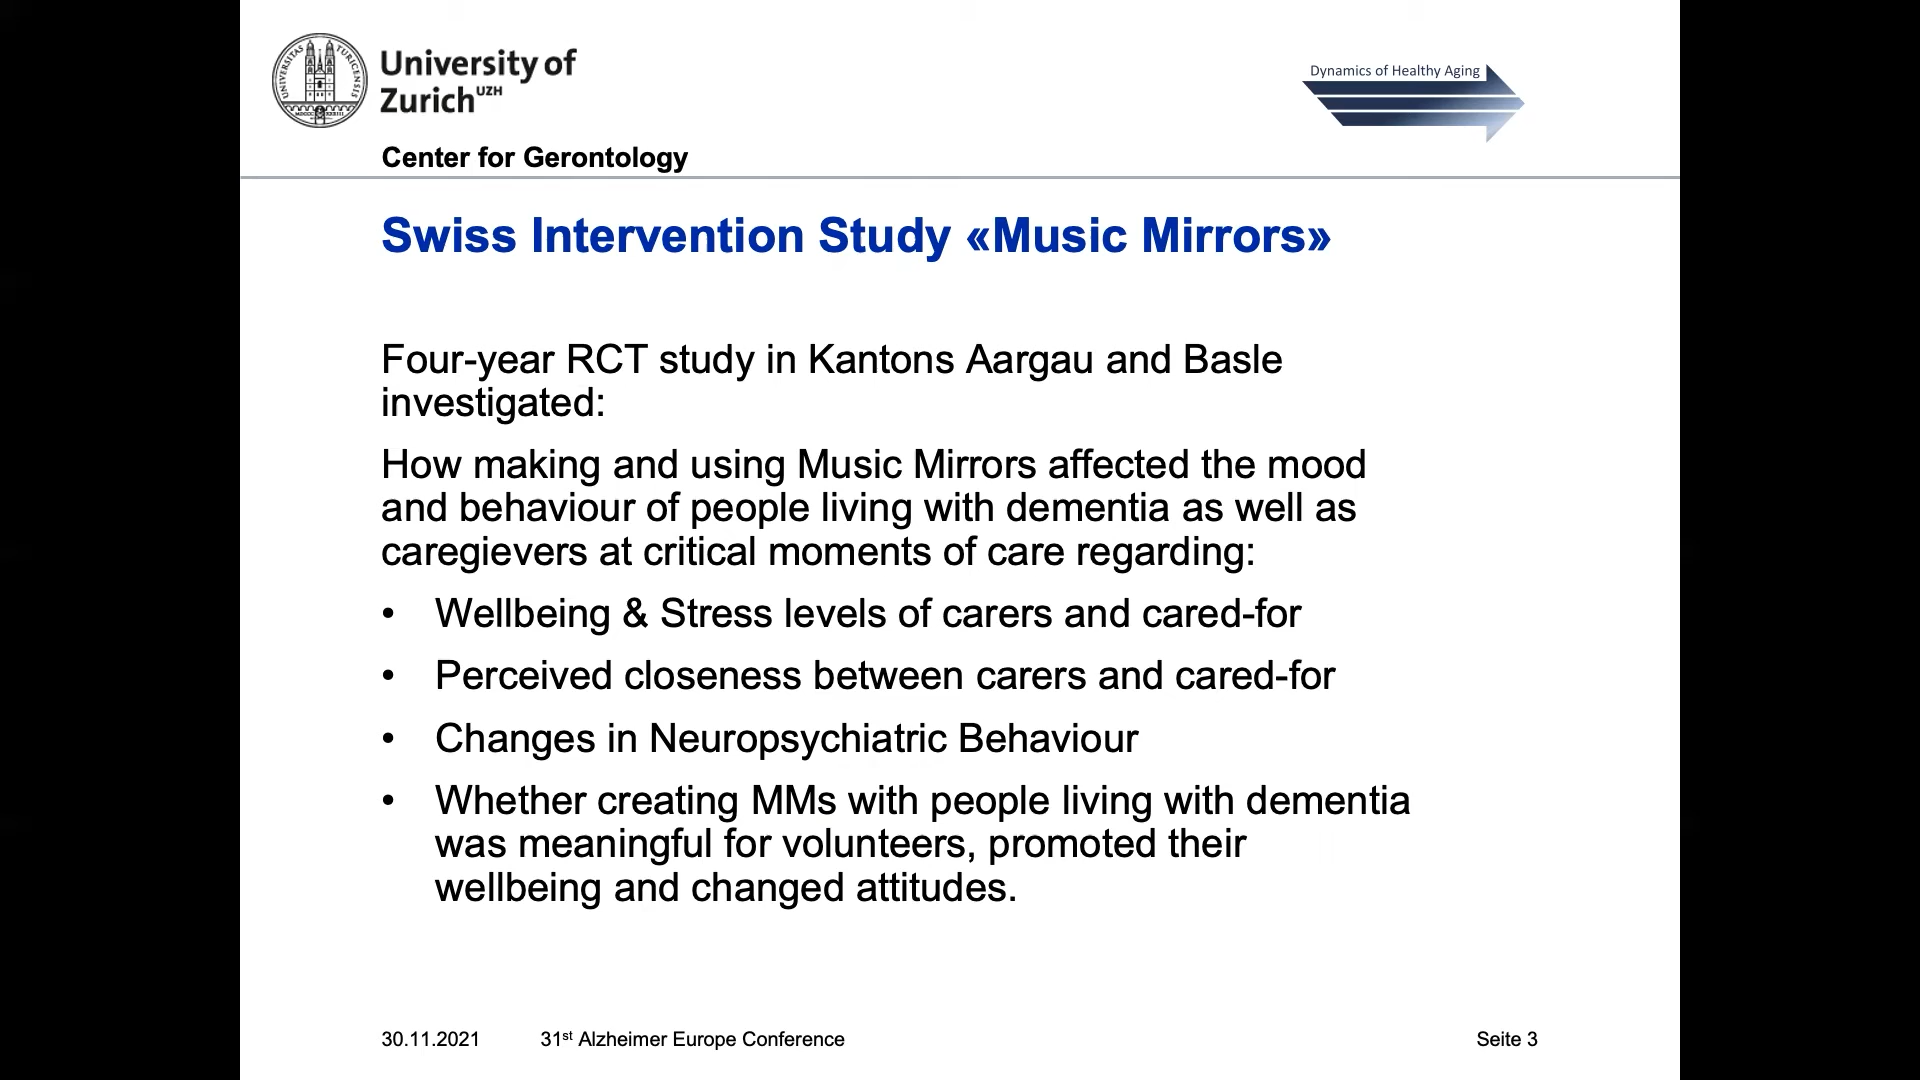 University of
Zurich UZH
Dynamics of Healthy Aging
Center for Gerontology
Swiss Intervention Study «Music Mirrors»
Four-year RCT study in Kantons Aargau and Basle
investigated:
How making and using Music Mirrors affected the mood
and behaviour of people living with dementia as well as
caregievers at critical moments of care regarding:
• Wellbeing & Stress levels of carers and cared-for
• Perceived closeness between carers and cared-for
• Changes in Neuropsychiatric Behaviour
• Whether creating MMs with people living with dementia
was meaningful for volunteers, promoted their
wellbeing and changed attitudes.
30.11.2021 31st Alzheimer Europe Conference Seite 3